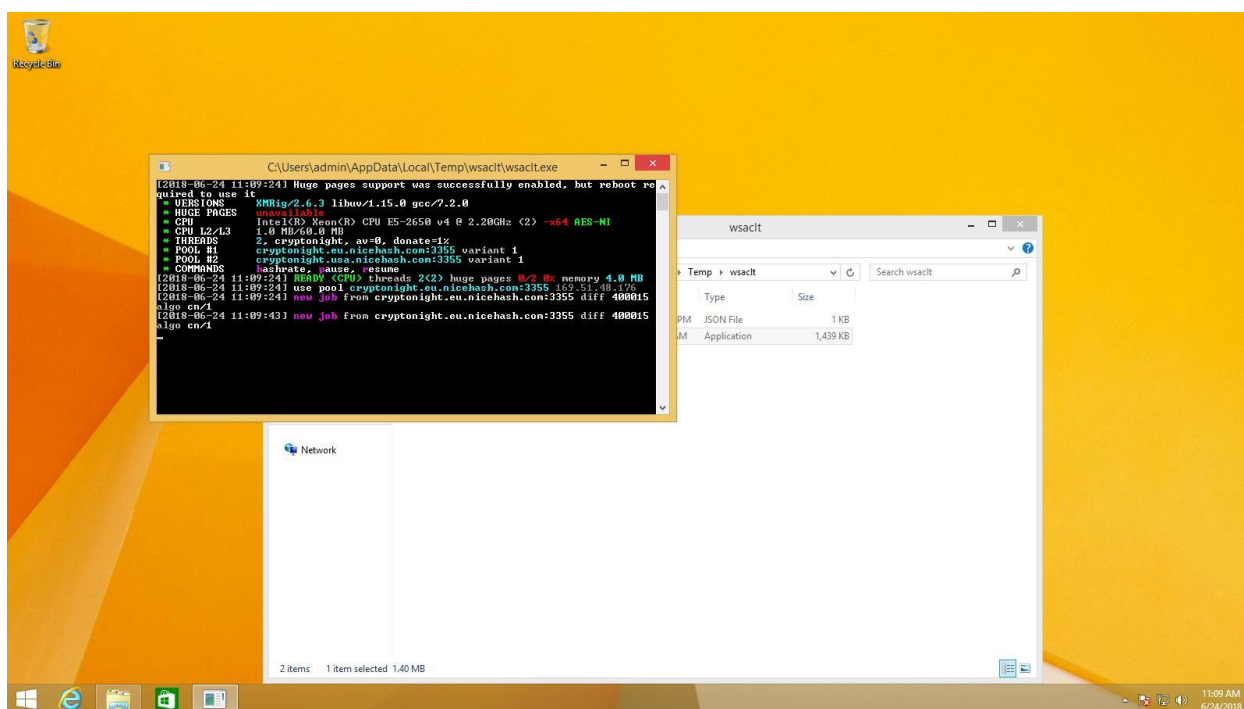 Recycle Bin
C:\Users\admin\AppData\Local\Temp\wsaclt\wsaclt.exe
[2018-06-24 11:09:24] Huge pages support was successfully enabled, but reboot re
quired to use it
* VERSIONS XMRig/2.6.3 libuv/1.15.0 gcc/7.2.0
* HUGE PAGES unavailable
* CPU Intel(R) Xeon(R) CPU E5-2650 v4 @ 2.20GHz (2) -x64 AES-NI
* CPU L2/L3 1.0 MB/60.0 MB
* THREADS 2, cryptonight, av=0, donate=1%
* POOL #1 cryptonight.eu.nicehash.com:3355 variant 1
* POOL #2 cryptonight.usa.nicehash.com:3355 variant 1
* COMMANDS hashrate, pause, resume
[2018-06-24 11:09:24] READY (CPU) threads 2(2) huge pages 0/2 0% memory 4.0 MB
[2018-06-24 11:09:24] use pool cryptonight.eu.nicehash.com:3355 169.51.48.176
[2018-06-24 11:09:24] new job from cryptonight.eu.nicehash.com:3355 diff 400015
algo cn/1
[2018-06-24 11:09:43] new job from cryptonight.eu.nicehash.com:3355 diff 400015
algo cn/1
wsaclt
Temp wsaclt Search wsaclt
Type Size
PM JSON File 1 KB
AM Application 1,439 KB
Network
2 items 1 item selected 1.40 MB
11:09 AM
6/24/2018